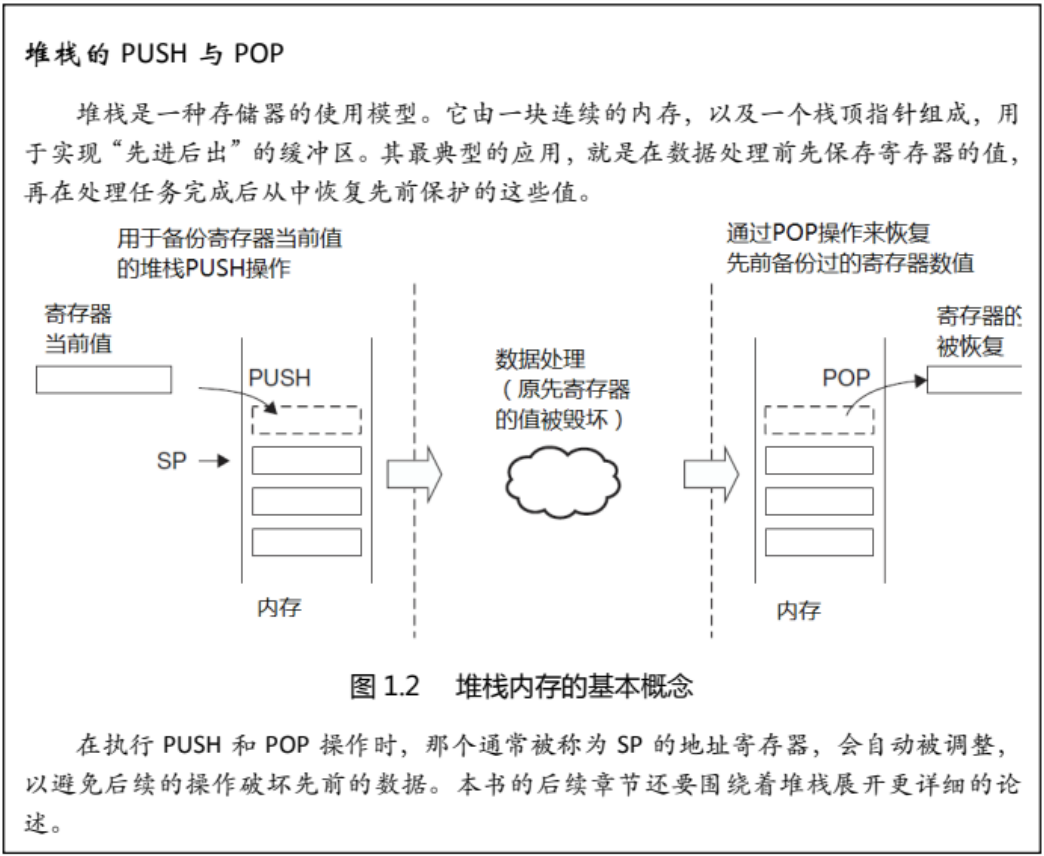 堆栈的 PUSH 与 POP
堆栈是一种存储器的使用模型。它由一块连续的内存，以及一个栈顶指针组成，用
于实现“先进后出”的缓冲区。其最典型的应用，就是在数据处理前先保存寄存器的值，
再在处理任务完成后从中恢复先前保护的这些值。
用于备份寄存器当前值
的堆栈PUSH操作
通过POP操作来恢复
先前备份过的寄存器数值
寄存器
当前值
PUSH
SP
内存
数据处理
（原先寄存器
的值被毁坏）
POP
寄存器的
被恢复
内存
图 1.2 堆栈内存的基本概念
在执行 PUSH 和 POP 操作时，那个通常被称为 SP 的地址寄存器，会自动被调整，
以避免后续的操作破坏先前的数据。本书的后续章节还要围绕着堆栈展开更详细的论
述。